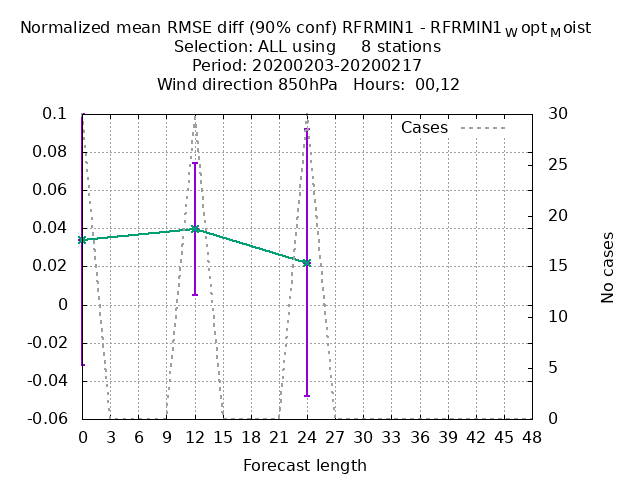 Normalized mean RMSE diff (90% conf) RFRMIN1 - RFRMIN1WoptMoist
Selection: ALL using 8 stations
Period: 20200203-20200217
Wind direction 850hPa Hours: 00,12
Cases
0.1
0.08
0.06
0.04
0.02
0
-0.02
-0.04
-0.06
30
25
20
15
10
5
0
No cases
0 3 6 9 12 15 18 21 24 27 30 33 36 39 42 45 48
Forecast length